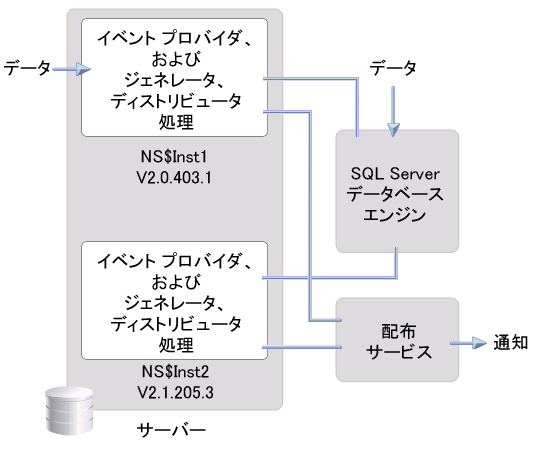 データ
イベント プロバイダ、
および
ジェネレータ、
ディストリビュータ
処理
NS$Inst1
V2.0.403.1
データ
SQL Server
データベース
エンジン
イベント プロバイダ、
および
ジェネレータ、
ディストリビュータ
処理
NS$Inst2
V2.1.205.3
配布
サービス
通知
サーバー